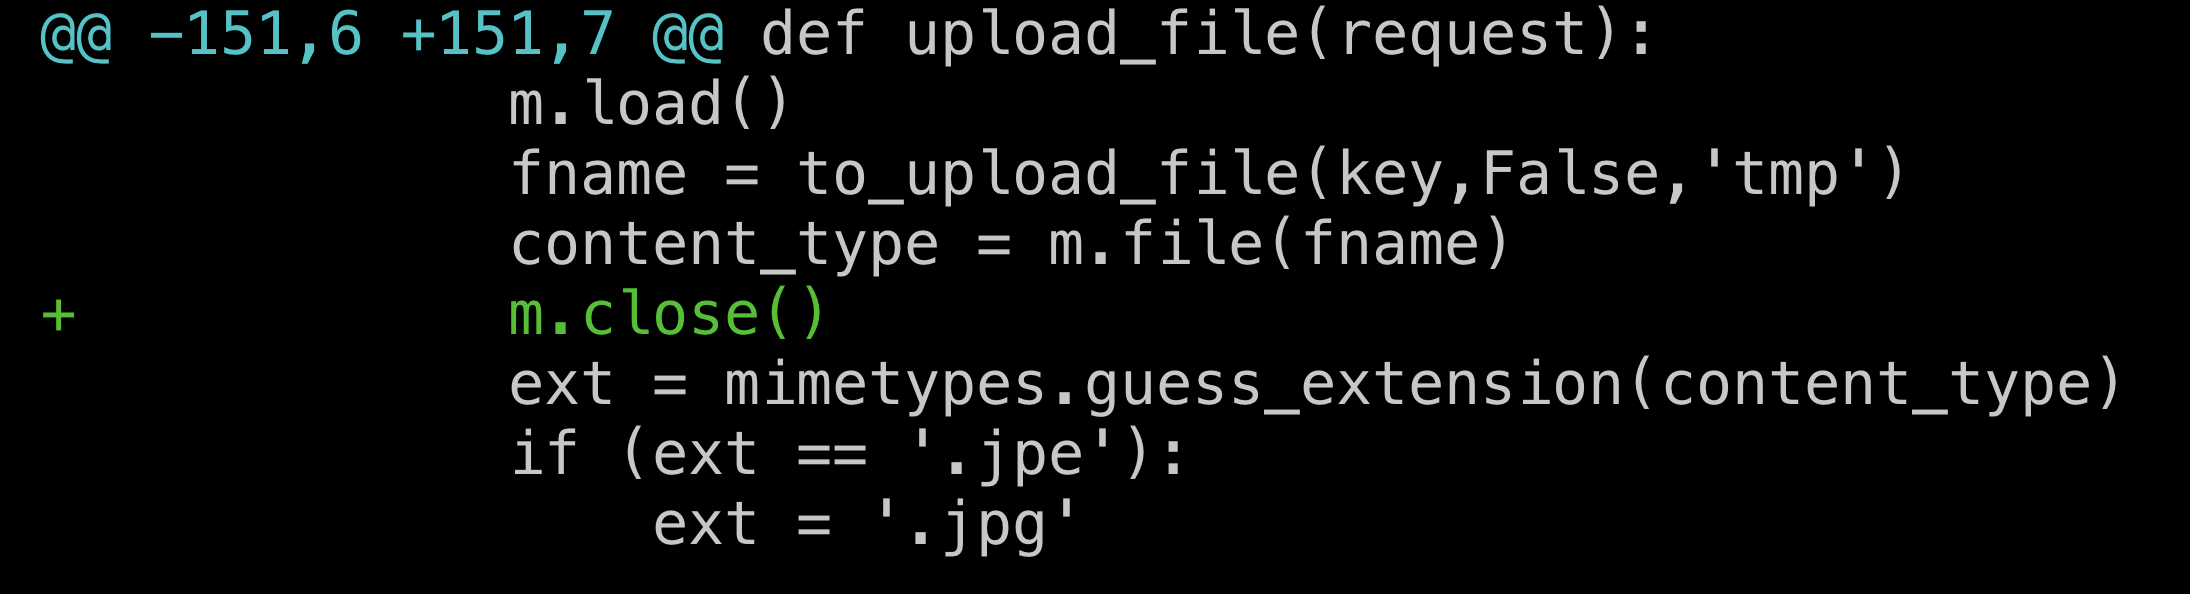 @@ −151,6 +151,7 @@ def upload_file(request):
             m.load()
             fname = to_upload_file(key,False,'tmp')
             content_type = m.file(fname)
+            m.close()
             ext = mimetypes.guess_extension(content_type)
             if (ext == '.jpe'):
                 ext = '.jpg'